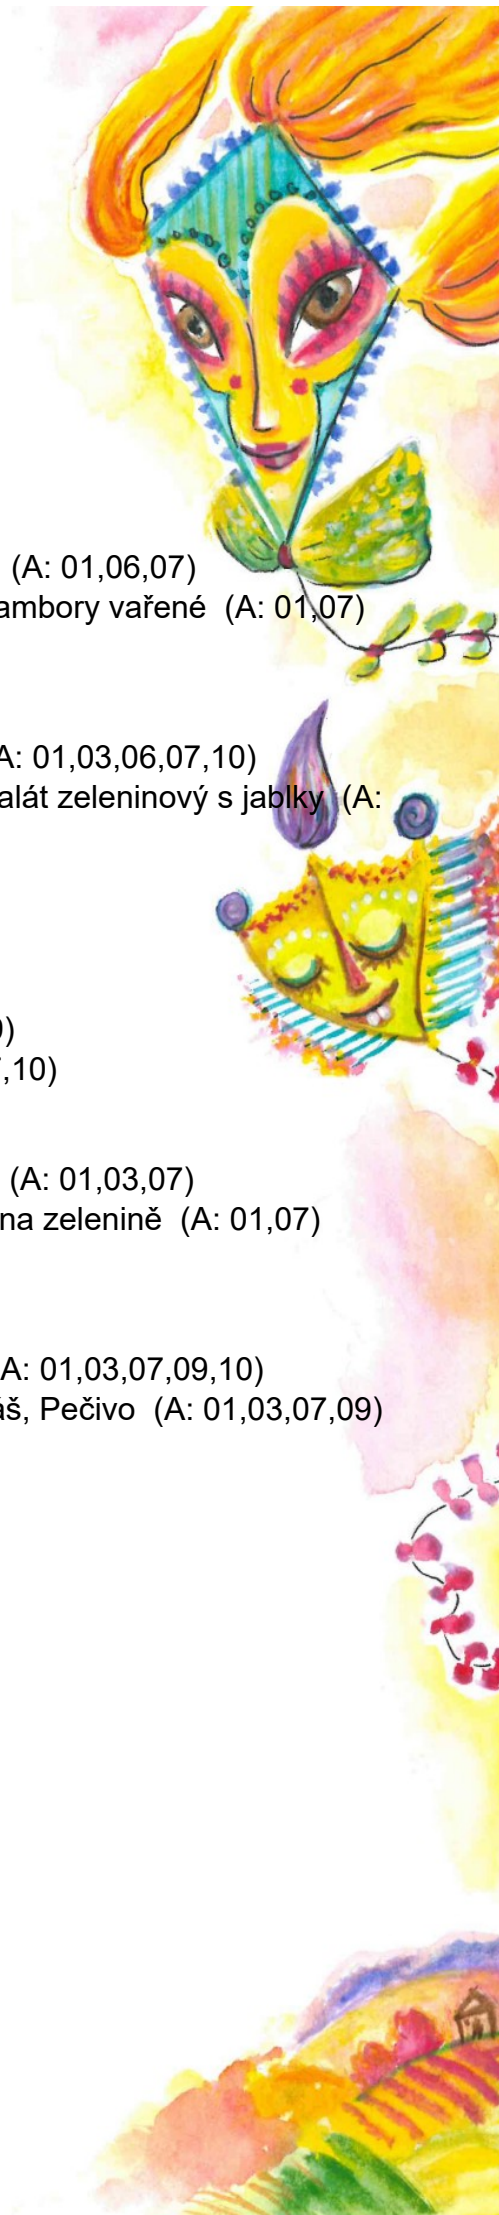 (A: 01,06,07)
ambory vařené (A: 01,07)
A: 01,03,06,07,10)
alát zeleninový s jablky (A:
)
,10)
(A: 01,03,07)
na zelenině (A: 01,07)
A: 01,03,07,09,10)
áš, Pečivo (A: 01,03,07,09)